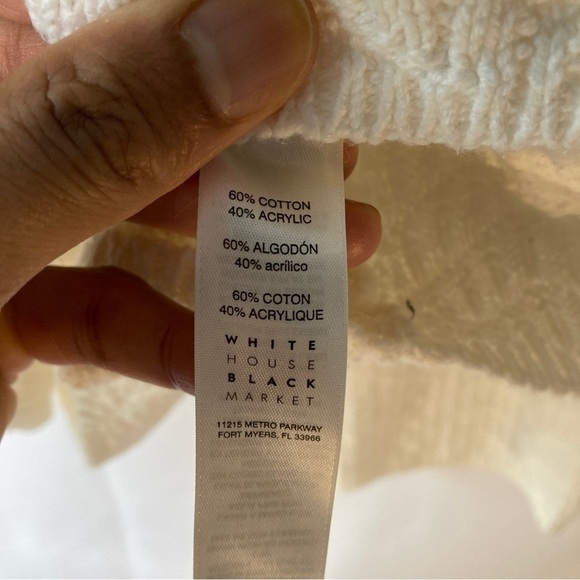 60% COTTON
40% ACRYLIC
60% ALGODÓN
40% acrílico
60% COTON
40% ACRYLIQUE
WHITE
HOUSE
BLACK
MARKET
11215 METRO PARKWAY
FORT MYERS, FL 33966